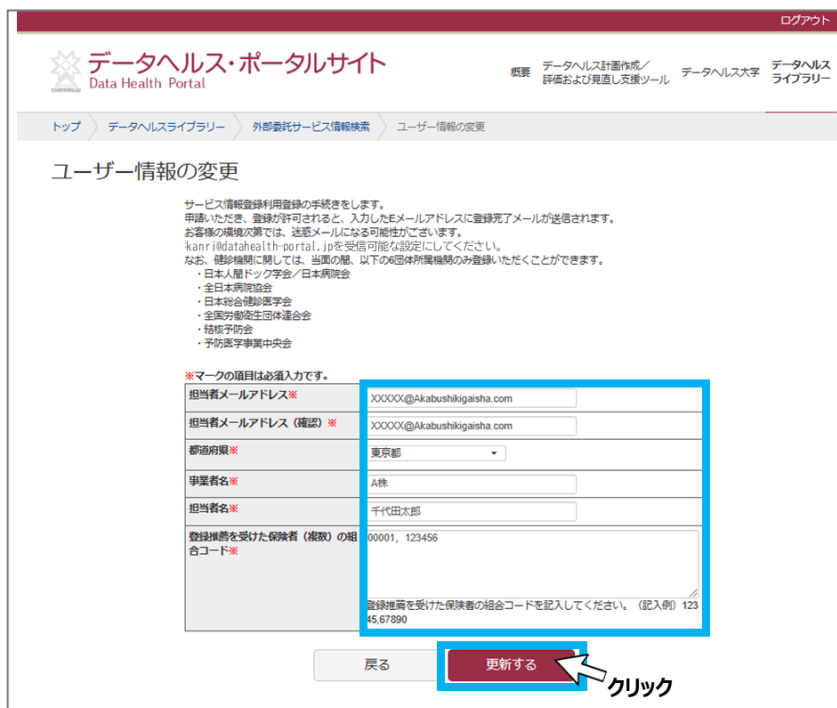 ログアウト
データヘルス・ポータルサイト
Data Health Portal
概要
データヘルス計画作成／
評価および見直し支援ツール
データヘルス大学
データヘルス
ライブラリー
トップ
データヘルスライブラリー
外部委託サービス情報検索
ユーザー情報の変更
ユーザー情報の変更
サービス情報登録利用登録の手続きをします。
申請いただき、登録が許可されると、入力したEメールアドレスに登録完了メールが送信されます。
お客様の環境次第では、迷惑メールになる可能性がございます。
kanri@datahealth-portal.jpを受信可能な設定にしてください。
なお、健診機関に関しては、当面の間、以下の6団体所属機関のみ登録いただくことができます。
・日本人間ドック学会／日本病院会
・全日本病院協会
・日本総合健診医学会
・全国労働衛生団体連合会
・結核予防会
・予防医学事業中央会
※マークの項目は必須入力です。
担当者メールアドレス※
XXXXX@Akabushikigaisha.com
担当者メールアドレス（確認）※
XXXXX@Akabushikigaisha.com
都道府県※
東京都
事業者名※
A株
担当者名※
千代田太郎
登録推薦を受けた保険者（複数）の組
合コード※
00001, 123456
登録推薦を受けた保険者の組合コードを記入してください。（記入例）123
45,67890
戻る
更新する
クリック